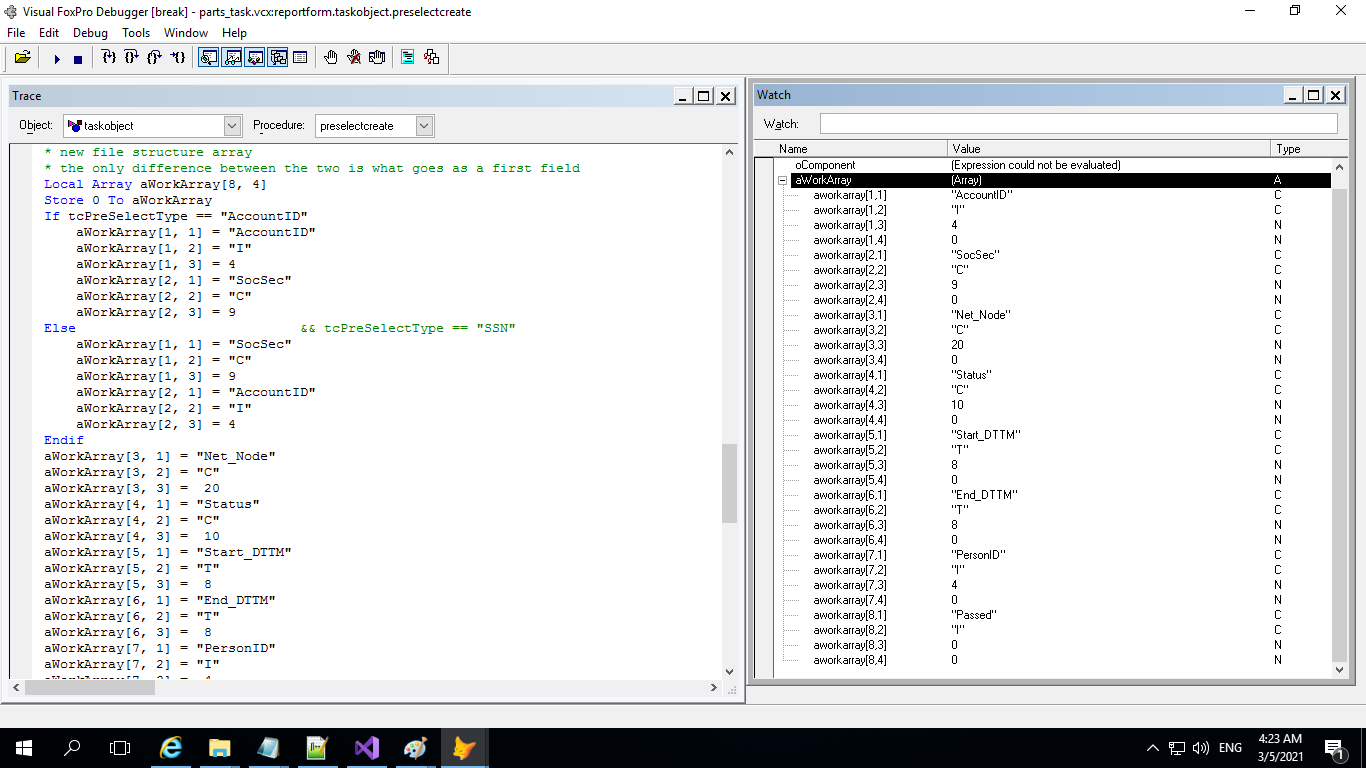 Visual FoxPro Debugger [break] - parts_task.vcx:reportform.taskobject.preselectcreate
File Edit Debug Tools Window Help
Trace
Object: taskobject Procedure: preselectcreate
* new file structure array
* the only difference between the two is what goes as a first field
Local Array aWorkArray[8, 4]
Store 0 To aWorkArray
If tcPreSelectType == "AccountID"
aWorkArray[1, 1] = "AccountID"
aWorkArray[1, 2] = "I"
aWorkArray[1, 3] = 4
aWorkArray[2, 1] = "SocSec"
aWorkArray[2, 2] = "C"
aWorkArray[2, 3] = 9
Else && tcPreSelectType == "SSN"
aWorkArray[1, 1] = "SocSec"
aWorkArray[1, 2] = "C"
aWorkArray[1, 3] = 9
aWorkArray[2, 1] = "AccountID"
aWorkArray[2, 2] = "I"
aWorkArray[2, 3] = 4
Endif
aWorkArray[3, 1] = "Net_Node"
aWorkArray[3, 2] = "C"
aWorkArray[3, 3] = 20
aWorkArray[4, 1] = "Status"
aWorkArray[4, 2] = "C"
aWorkArray[4, 3] = 10
aWorkArray[5, 1] = "Start_DTTM"
aWorkArray[5, 2] = "T"
aWorkArray[5, 3] = 8
aWorkArray[6, 1] = "End_DTTM"
aWorkArray[6, 2] = "T"
aWorkArray[6, 3] = 8
aWorkArray[7, 1] = "PersonID"
aWorkArray[7, 2] = "I"
Watch
Watch:
Name Value Type
oComponent (Expression could not be evaluated)
aWorkArray (Array) A
aworkarray[1,1] "AccountID" C
aworkarray[1,2] "I" C
aworkarray[1,3] 4 N
aworkarray[1,4] 0 N
aworkarray[2,1] "SocSec" C
aworkarray[2,2] "C" C
aworkarray[2,3] 9 N
aworkarray[2,4] 0 N
aworkarray[3,1] "Net_Node" C
aworkarray[3,2] "C" C
aworkarray[3,3] 20 N
aworkarray[3,4] 0 N
aworkarray[4,1] "Status" C
aworkarray[4,2] "C" C
aworkarray[4,3] 10 N
aworkarray[4,4] 0 N
aworkarray[5,1] "Start_DTTM" C
aworkarray[5,2] "T" C
aworkarray[5,3] 8 N
aworkarray[5,4] 0 N
aworkarray[6,1] "End_DTTM" C
aworkarray[6,2] "T" C
aworkarray[6,3] 8 N
aworkarray[6,4] 0 N
aworkarray[7,1] "PersonID" C
aworkarray[7,2] "I" C
aworkarray[7,3] 4 N
aworkarray[7,4] 0 N
aworkarray[8,1] "Passed" C
aworkarray[8,2] "I" C
aworkarray[8,3] 0 N
aworkarray[8,4] 0 N
ENG
4:23 AM
3/5/2021
1